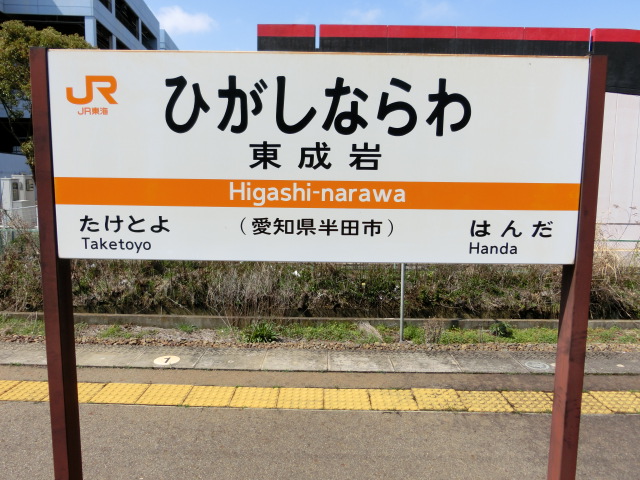 JR
JR東海
ひがしならわ
東成岩
Higashi-narawa
たけとよ
Taketoyo
(愛知県半田市)
はんだ
Handa
1